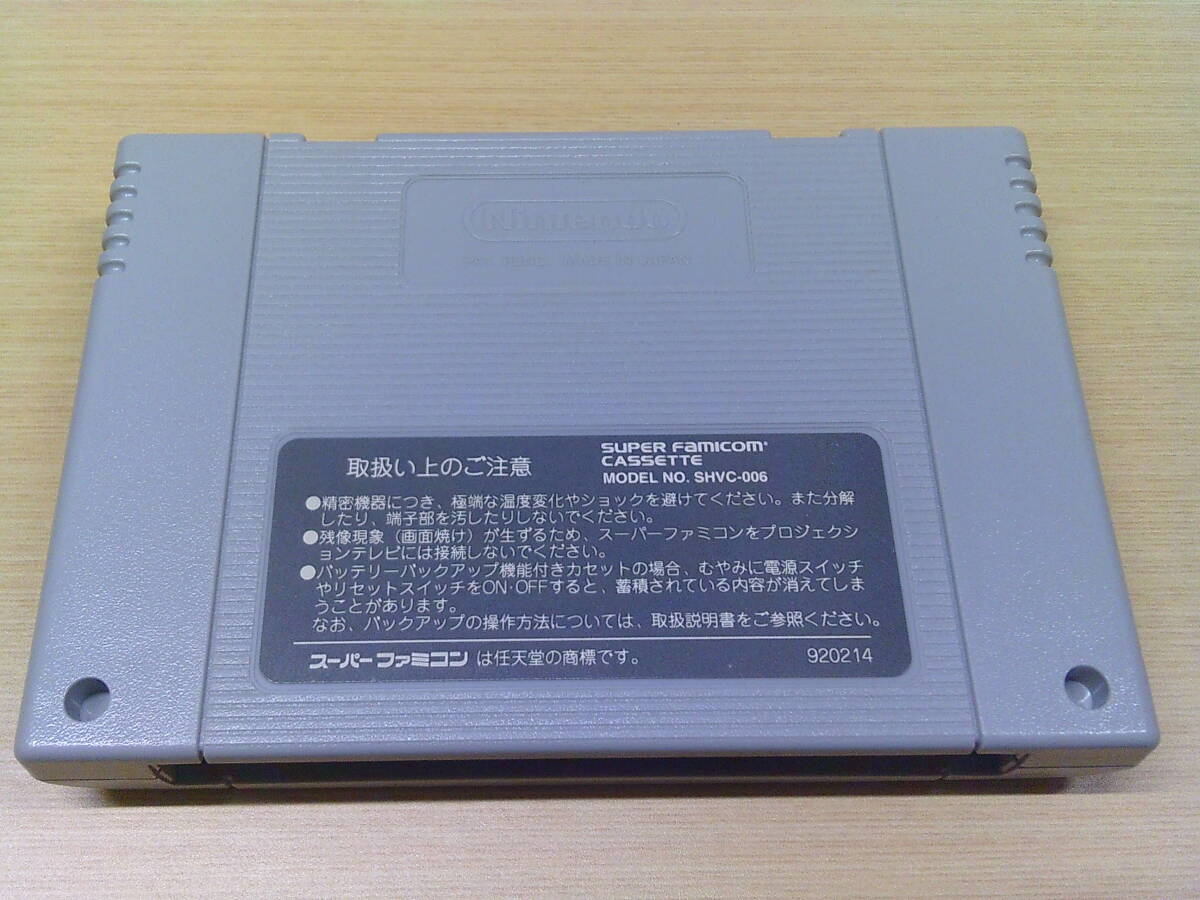 Nintendo
PAT. PEND. MADE IN JAPAN
取扱い上のご注意
SUPER FAMICOM
CASSETTE
MODEL NO. SHVC-006
●精密機器につき、極端な温度変化やショックを避けてください。また分解
したり、端子部を汚したりしないでください。
●残像現象(画面焼け)が生ずるため、スーパーファミコンをプロジェクシ
ョンテレビには接続しないでください。
●バッテリーバックアップ機能付きカセットの場合、むやみに電源スイッチ
やリセットスイッチをON・OFFすると、蓄積されている内容が消えてしま
うことがあります。
なお、バックアップの操作方法については、取扱説明書をご参照ください。
スーパーファミコン は任天堂の商標です。
920214